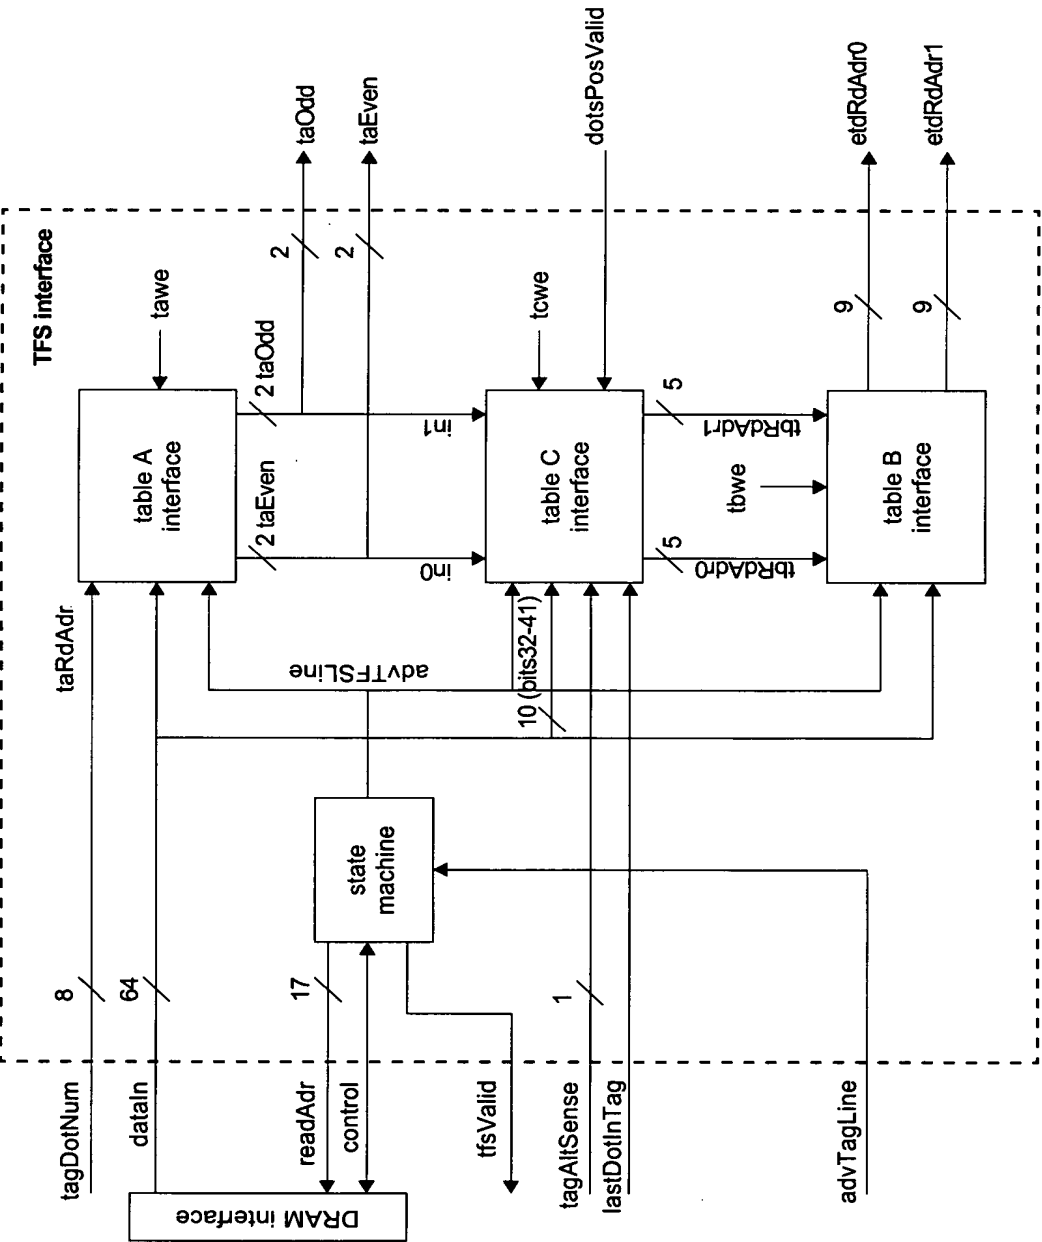 TFS interface
tagDotNum
8
taRdAdr
dataIn
64
table A
interface
tawe
2 taOdd
2 taEven
2
taOdd
2
taEven
in1
in0
advTFSLine
state
machine
DRAM interface
readAdr
17
control
tfsValid
10 (bits32-41)
table C
interface
tcwe
dotsPosValid
tagAltSense
1
lastDotInTag
5
tbRdAdr1
5
tbRdAdr0
tbwe
table B
interface
9
etdRdAdr0
9
etdRdAdr1
advTagLine